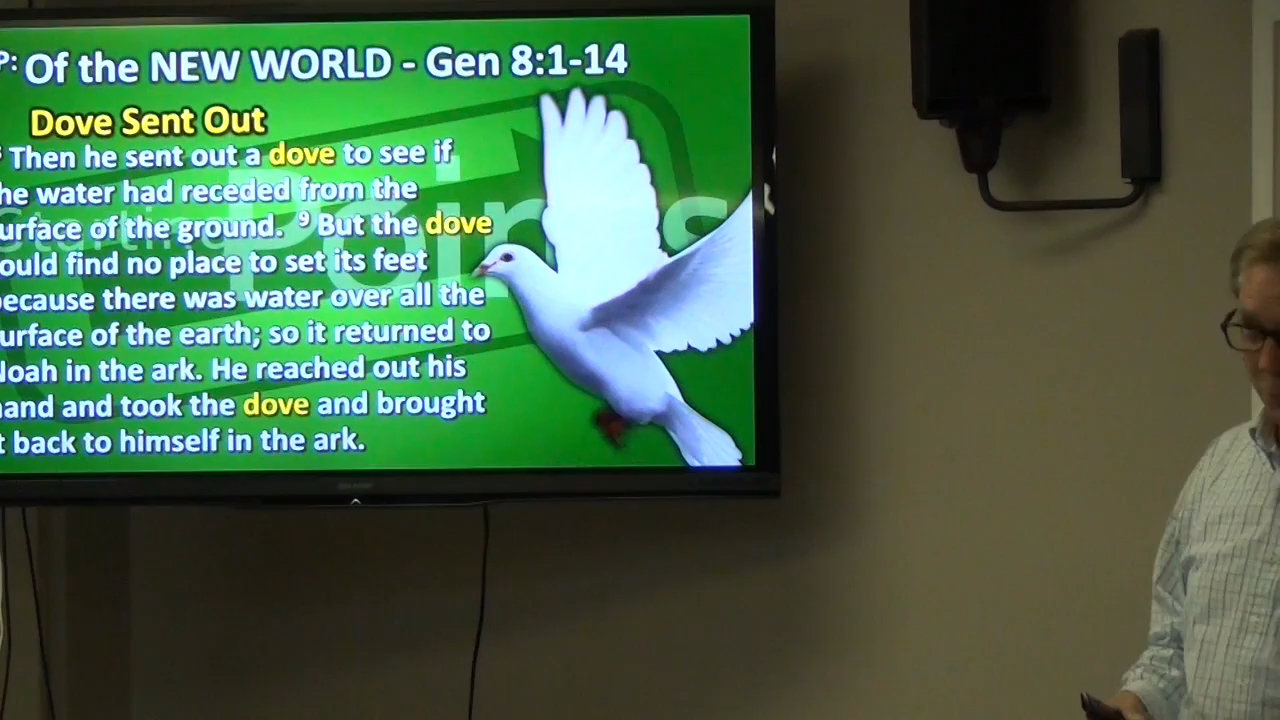 P: Of the NEW WORLD - Gen 8:1-14
Dove Sent Out
8 Then he sent out a dove to see if
he water had receded from the
urface of the ground. 9 But the dove
ould find no place to set its feet
ecause there was water over all the
urface of the earth; so it returned to
Noah in the ark. He reached out his
and and took the dove and brought
t back to himself in the ark.
Starting
Points